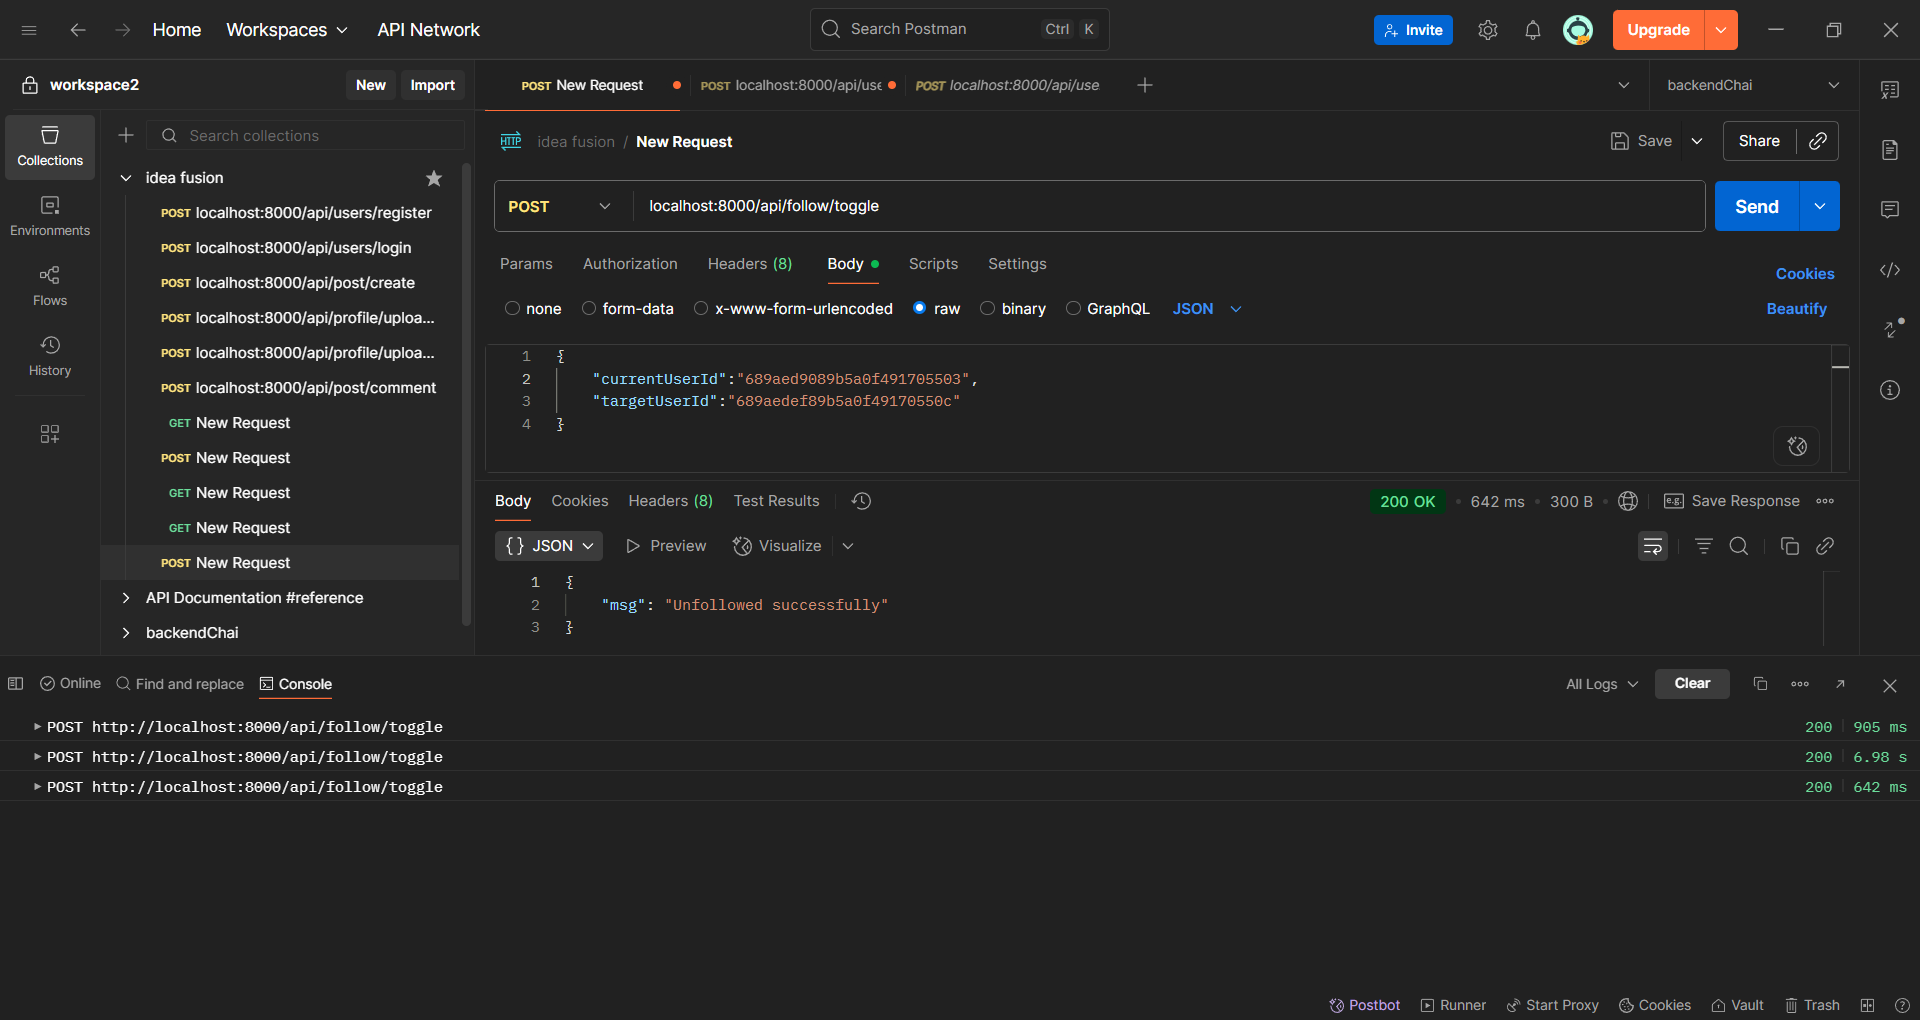 Home
Workspaces
API Network
Search Postman
Ctrl K
Invite
Upgrade
workspace2
New
Import
POST New Request
POST localhost:8000/api/use
POST localhost:8000/api/use
backendChai
Collections
Environments
Flows
History
Search collections
idea fusion
POST localhost:8000/api/users/register
POST localhost:8000/api/users/login
POST localhost:8000/api/post/create
POST localhost:8000/api/profile/uploa...
POST localhost:8000/api/profile/uploa...
POST localhost:8000/api/post/comment
GET New Request
POST New Request
GET New Request
GET New Request
POST New Request
API Documentation #reference
backendChai
HTTP idea fusion / New Request
Save
Share
POST
localhost:8000/api/follow/toggle
Send
Params
Authorization
Headers (8)
Body
Scripts
Settings
Cookies
none
form-data
x-www-form-urlencoded
raw
binary
GraphQL
JSON
Beautify
1 {
2 "currentUserId":"689aed9089b5a0f491705503",
3 "targetUserId":"689aedef89b5a0f49170550c"
4 }
Body
Cookies
Headers (8)
Test Results
200 OK
642 ms
300 B
e.g. Save Response
{} JSON
Preview
Visualize
1 {
2 "msg": "Unfollowed successfully"
3 }
Online
Find and replace
Console
All Logs
Clear
POST http://localhost:8000/api/follow/toggle 200 905 ms
POST http://localhost:8000/api/follow/toggle 200 6.98 s
POST http://localhost:8000/api/follow/toggle 200 642 ms
Postbot
Runner
Start Proxy
Cookies
Vault
Trash